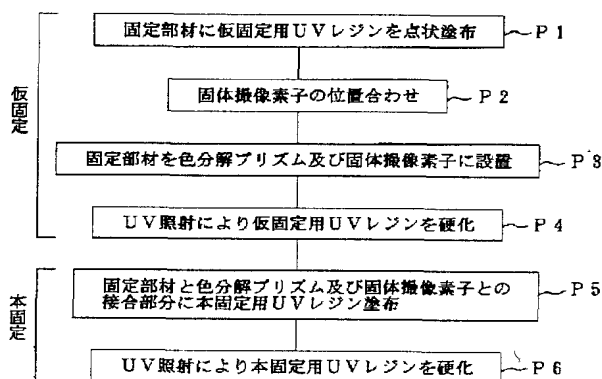 固定部材に仮固定用UVレジンを点状塗布 P1
固体撮像素子の位置合わせ P2
固定部材を色分解プリズム及び固体撮像素子に設置 P3
UV照射により仮固定用UVレジンを硬化 P4
仮固定
固定部材と色分解プリズム及び固体撮像素子との
接合部分に本固定用UVレジン塗布 P5
UV照射により本固定用UVレジンを硬化 P6
本固定